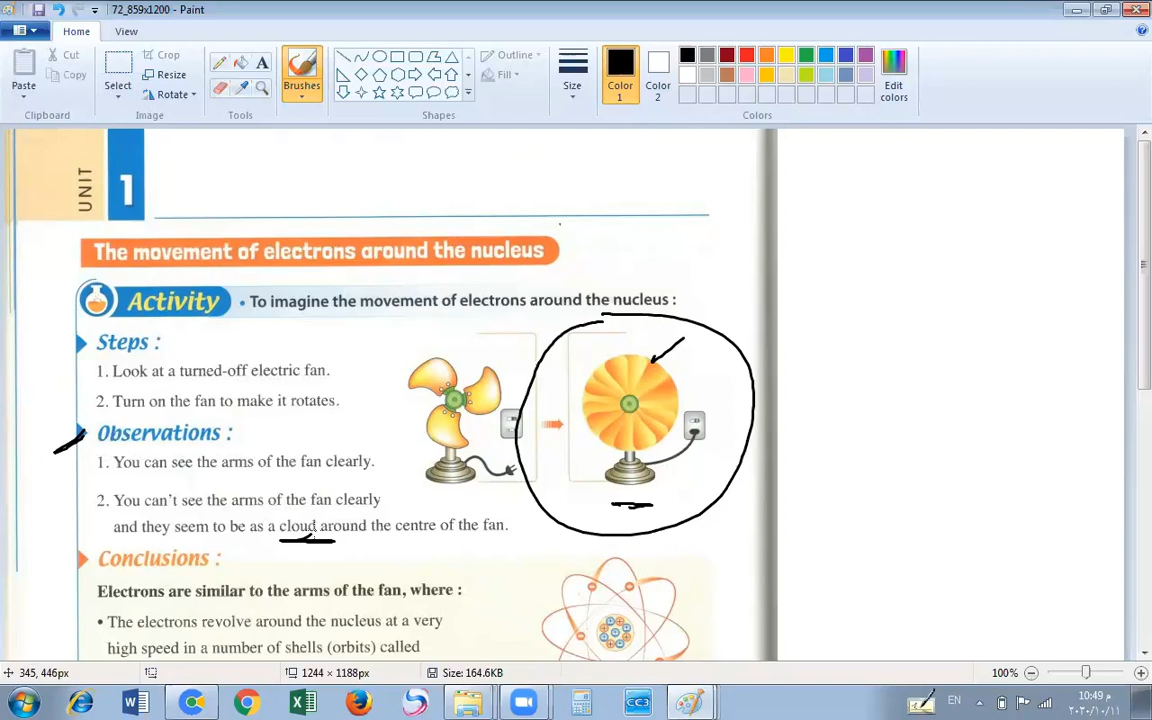 72_859x1200 - Paint
Home
View
Paste
Cut
Copy
Clipboard
Select
Crop
Resize
Rotate
Image
Tools
Brushes
Shapes
Outline
Fill
Size
Color 1
Color 2
Edit colors
Colors
UNIT 1
The movement of electrons around the nucleus
Activity • To imagine the movement of electrons around the nucleus :
Steps :
1. Look at a turned-off electric fan.
2. Turn on the fan to make it rotates.
Observations :
1. You can see the arms of the fan clearly.
2. You can't see the arms of the fan clearly
and they seem to be as a cloud around the centre of the fan.
Conclusions :
Electrons are similar to the arms of the fan, where :
• The electrons revolve around the nucleus at a very
high speed in a number of shells (orbits) called
345, 446px
1244 × 1188px
Size: 164.6KB
100%
EN
10:49 م
٢٠٢٠/١٠/١١